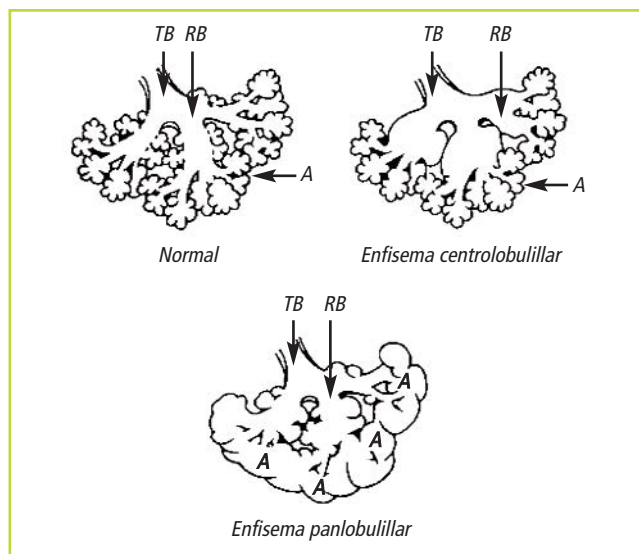 TB RB
A
Normal
TB RB
A
Enfisema centrolobulillar
TB RB
A
A
A
A
Enfisema panlobulillar